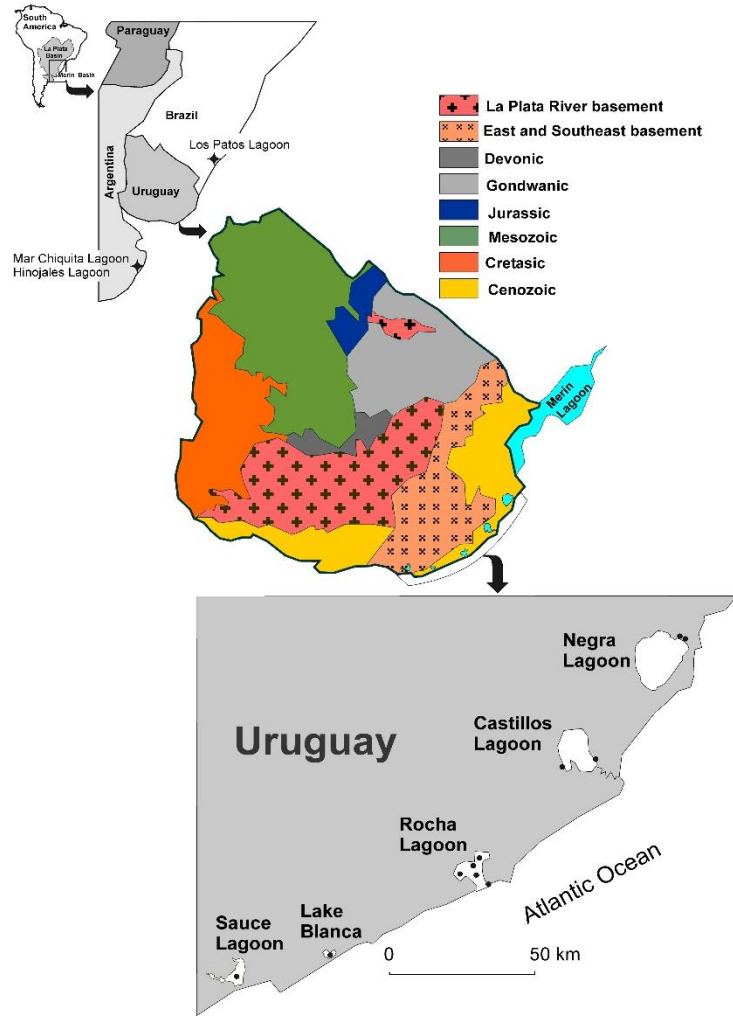 South
America
La Plata
Basin
Merin Basin
Paraguay
Brazil
Argentina
Los Patos Lagoon
Uruguay
Mar Chiquita Lagoon
Hinojales Lagoon
La Plata River basement
East and Southeast basement
Devonic
Gondwanic
Jurassic
Mesozoic
Cretasic
Cenozoic
Merin
Lagoon
Negra
Lagoon
Castillos
Lagoon
Uruguay
Rocha
Lagoon
Atlantic Ocean
Sauce
Lagoon
Lake
Blanca
0 50 km